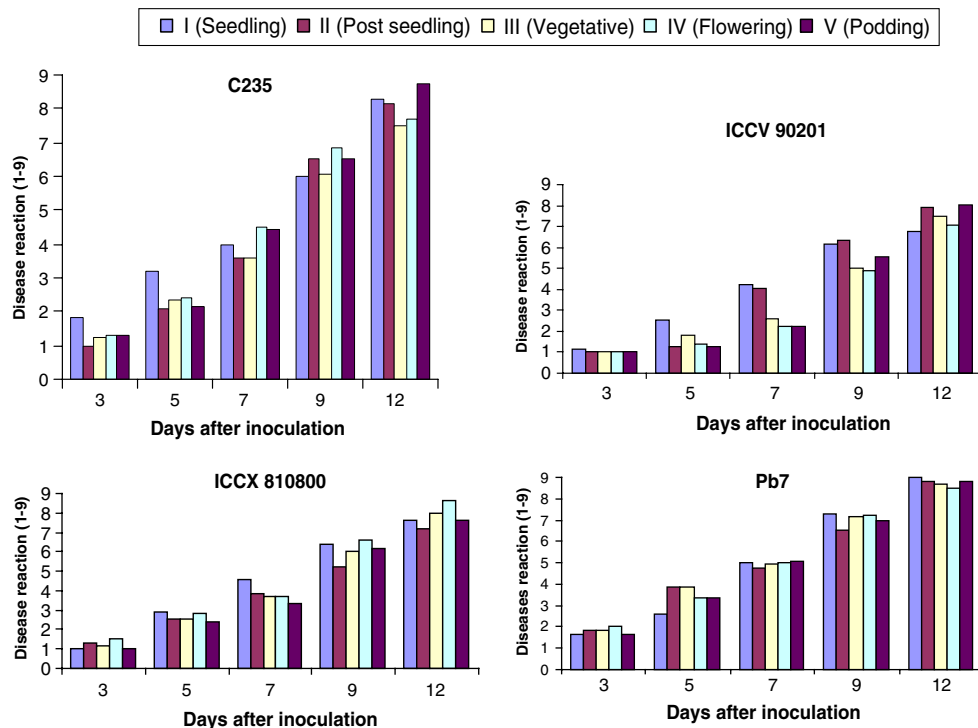 I (Seedling) II (Post seedling) III (Vegetative) IV (Flowering) V (Podding)
C235
Disease reaction (1-9)
9
8
7
6
5
4
3
2
1
0
3 5 7 9 12
Days after inoculation
ICCV 90201
Disease reaction (1-9)
9
8
7
6
5
4
3
2
1
0
3 5 7 9 12
Days after inoculation
ICCX 810800
Disease reaction (1-9)
9
8
7
6
5
4
3
2
1
0
3 5 7 9 12
Days after inoculation
Pb7
Diseases reaction (1-9)
9
8
7
6
5
4
3
2
1
0
3 5 7 9 12
Days after inoculation